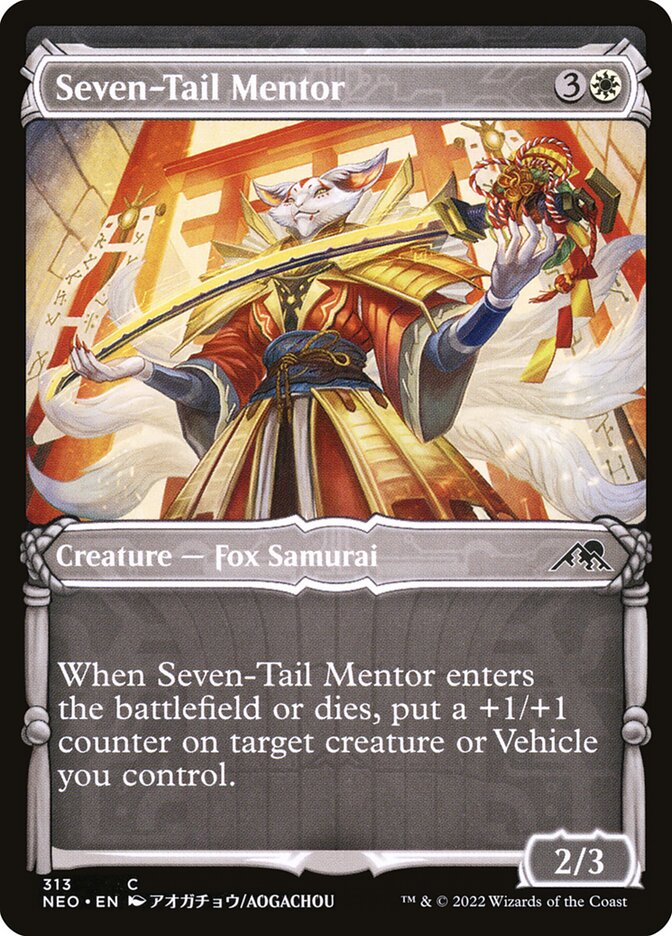 Seven-Tail Mentor 3
Creature — Fox Samurai
When Seven-Tail Mentor enters
the battlefield or dies, put a +1/+1
counter on target creature or Vehicle
you control.
2/3
313 C
NEO • EN アオガチョウ/AOGACHOU ™ & © 2022 Wizards of the Coast